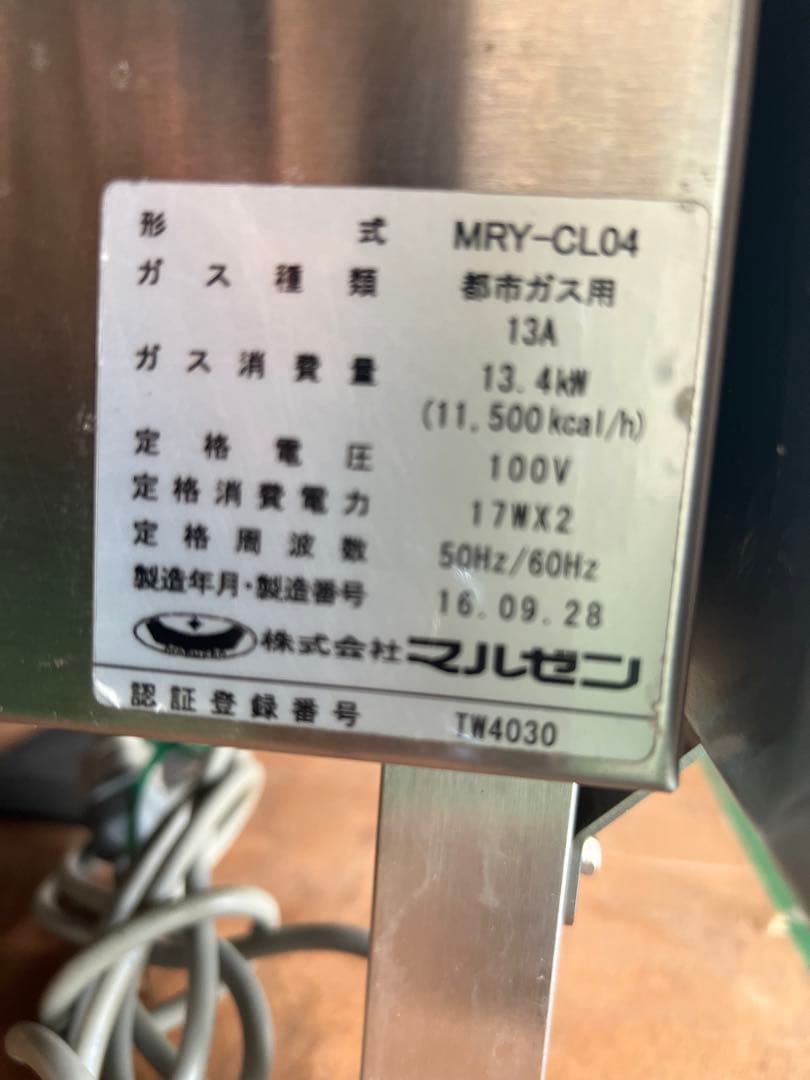 形式 MRY-CL04
ガス種類 都市ガス用
13A
ガス消費量 13.4kW
(11,500kcal/h)
定格電圧 100V
定格消費電力 17WX2
定格周波数 50Hz/60Hz
製造年月・製造番号 16.09.28
株式会社マルゼン
認証登録番号 TW4030